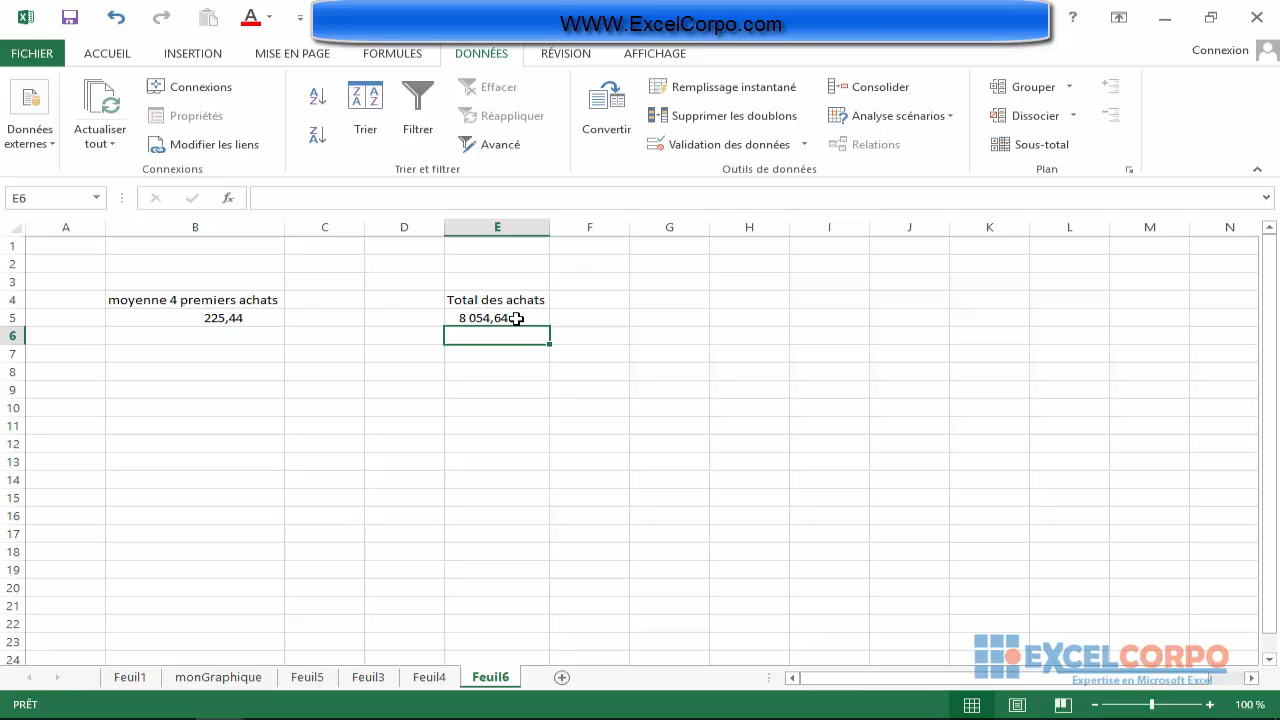 WWW.ExcelCorpo.com
A
?
FICHIER ACCUEIL INSERTION MISE EN PAGE FORMULES DONNÉES RÉVISION AFFICHAGE Connexion
Données externes
Actualiser tout
Connexions
Propriétés
Modifier les liens
Connexions
Trier
Filtrer
Effacer
Réappliquer
Avancé
Trier et filtrer
Convertir
Remplissage instantané
Supprimer les doublons
Validation des données
Consolider
Analyse scénarios
Relations
Outils de données
Grouper
Dissocier
Sous-total
Plan
E6 fx
A B C D E F G H I J K L M N
1
2
3
4 moyenne 4 premiers achats Total des achats
5 225,44 8 054,64
6
7
8
9
10
11
12
13
14
15
16
17
18
19
20
21
22
23
24
EXCELCORPO
Expertise en Microsoft Excel
Feuil1 monGraphique Feuil5 Feuil3 Feuil4 Feuil6
PRÊT 100 %